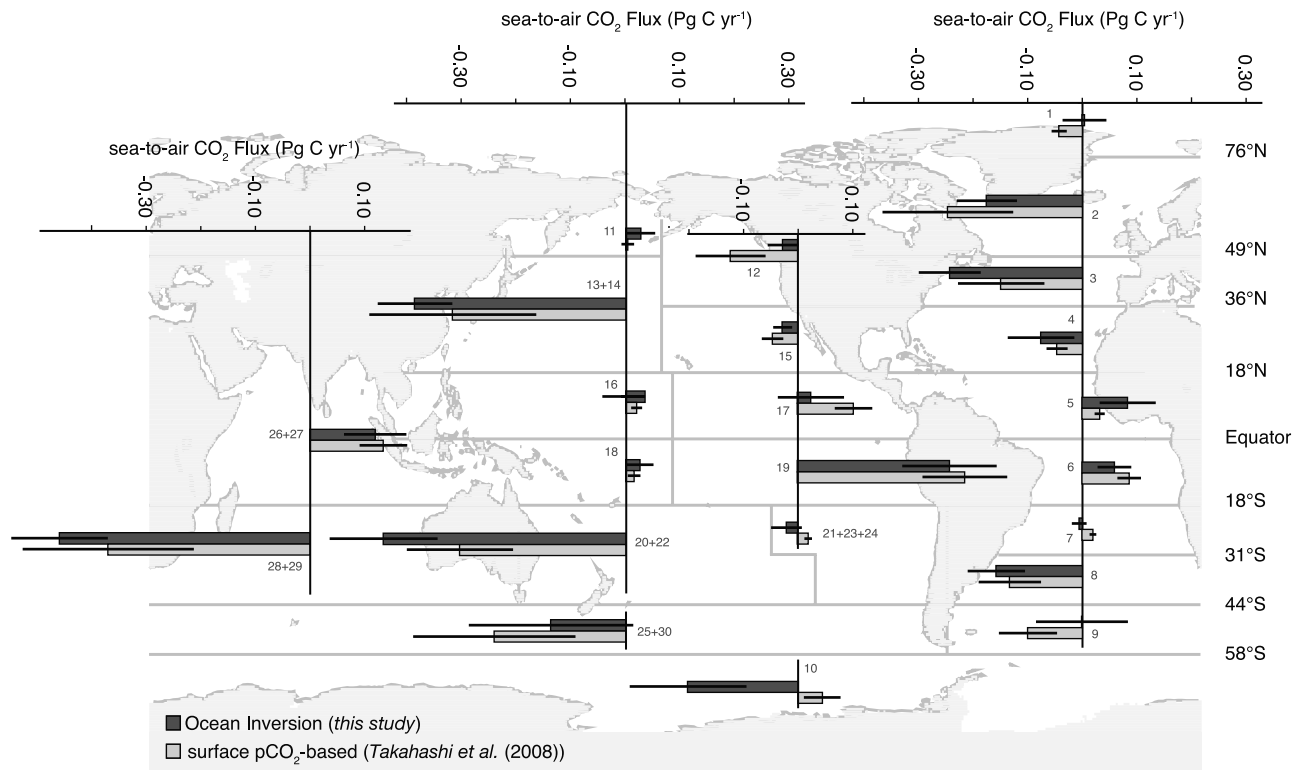 sea-to-air CO2 Flux (Pg C yr-1)
sea-to-air CO2 Flux (Pg C yr-1)
-0.30
-0.10
0.10
0.30
-0.30
-0.10
0.10
0.30
1
76°N
sea-to-air CO2 Flux (Pg C yr-1)
-0.30
-0.10
0.10
-0.10
0.10
2
11
49°N
12
3
13+14
36°N
4
15
18°N
16
17
5
26+27
Equator
18
19
6
18°S
20+22
21+23+24
7
31°S
28+29
8
44°S
25+30
9
58°S
10
Ocean Inversion (this study)
surface pCO2-based (Takahashi et al. (2008))